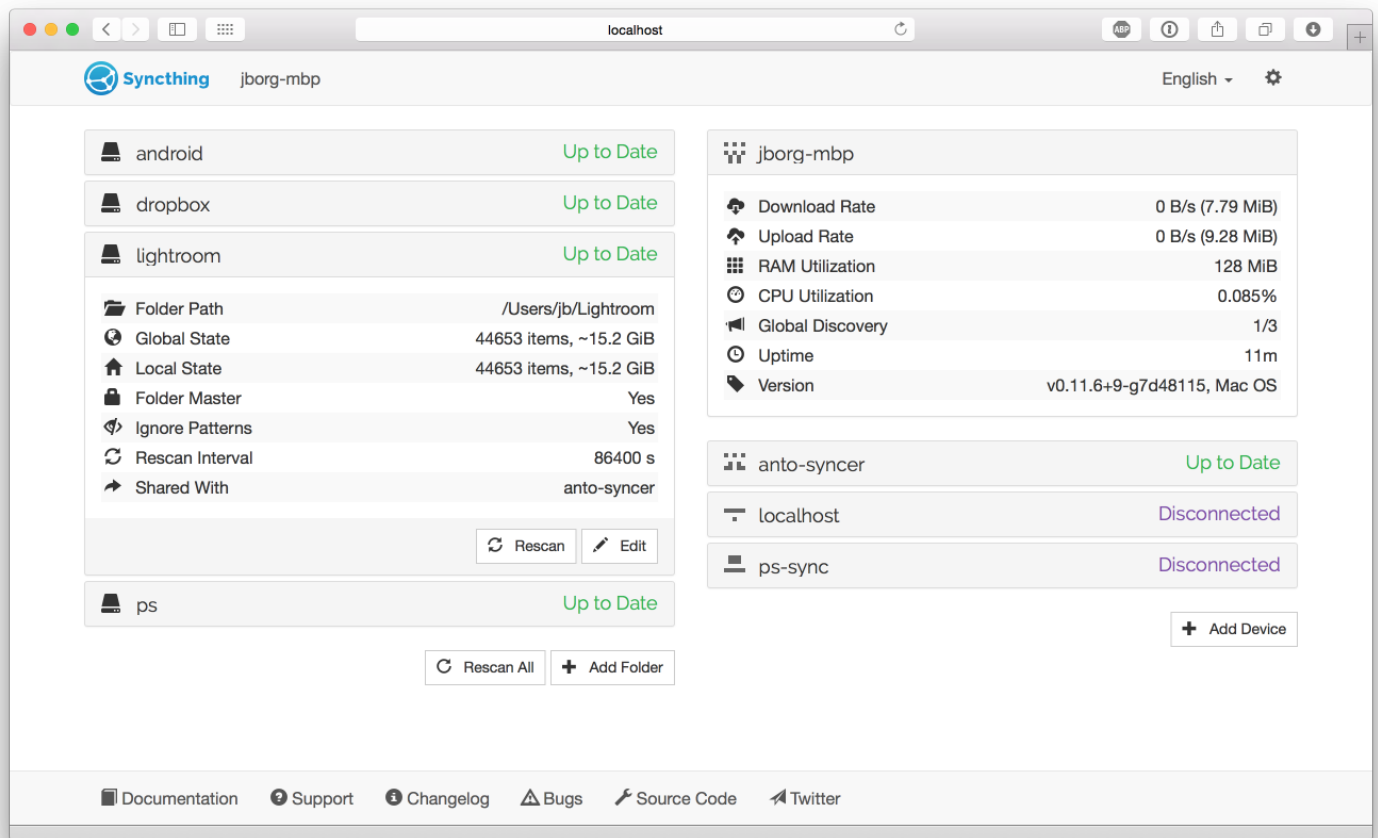 localhost
ABP
Syncthing jborg-mbp English
android Up to Date
dropbox Up to Date
lightroom Up to Date
Folder Path /Users/jb/Lightroom
Global State 44653 items, ~15.2 GiB
Local State 44653 items, ~15.2 GiB
Folder Master Yes
Ignore Patterns Yes
Rescan Interval 86400 s
Shared With anto-syncer
Rescan Edit
ps Up to Date
Rescan All Add Folder
jborg-mbp
Download Rate 0 B/s (7.79 MiB)
Upload Rate 0 B/s (9.28 MiB)
RAM Utilization 128 MiB
CPU Utilization 0.085%
Global Discovery 1/3
Uptime 11m
Version v0.11.6+9-g7d48115, Mac OS
anto-syncer Up to Date
localhost Disconnected
ps-sync Disconnected
Add Device
Documentation Support Changelog Bugs Source Code Twitter